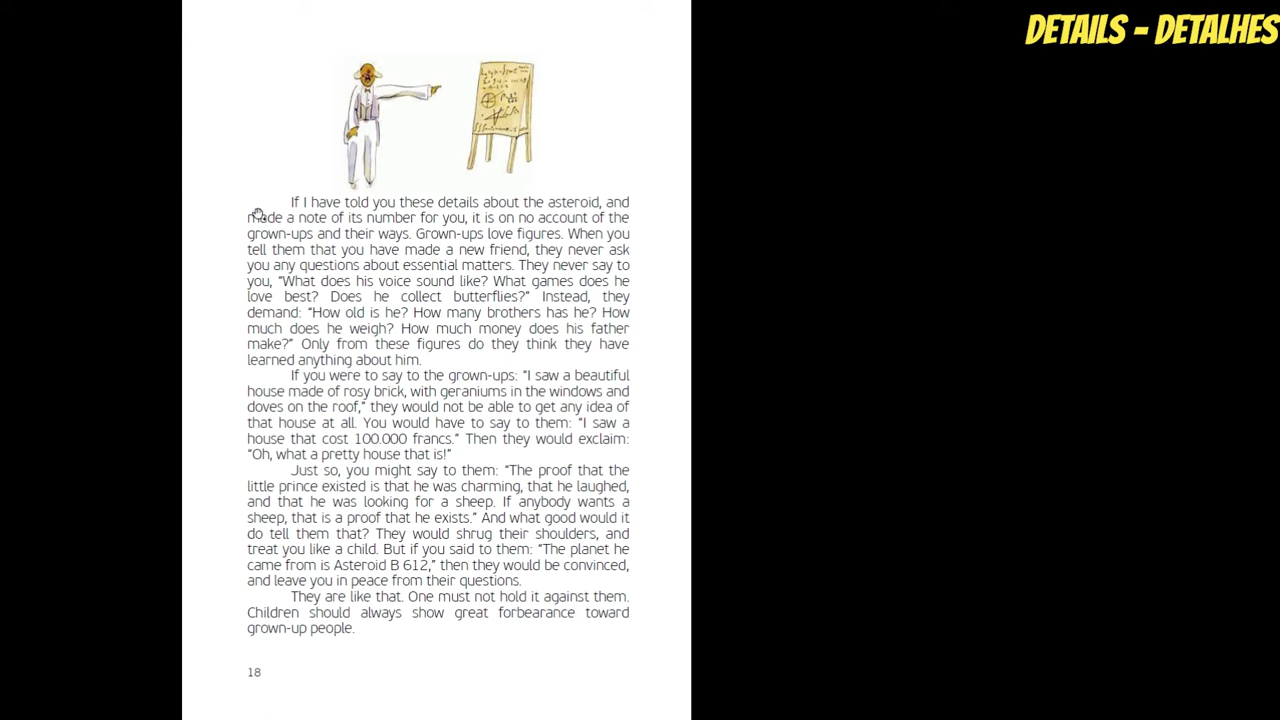 DETAILS - DETALHES
If I have told you these details about the asteroid, and
made a note of its number for you, it is on no account of the
grown-ups and their ways. Grown-ups love figures. When you
tell them that you have made a new friend, they never ask
you any questions about essential matters. They never say to
you, “What does his voice sound like? What games does he
love best? Does he collect butterflies?” Instead, they
demand: “How old is he? How many brothers has he? How
much does he weigh? How much money does his father
make?” Only from these figures do they think they have
learned anything about him.
If you were to say to the grown-ups: “I saw a beautiful
house made of rosy brick, with geraniums in the windows and
doves on the roof,” they would not be able to get any idea of
that house at all. You would have to say to them: “I saw a
house that cost 100.000 francs.” Then they would exclaim:
“Oh, what a pretty house that is!”
Just so, you might say to them: “The proof that the
little prince existed is that he was charming, that he laughed,
and that he was looking for a sheep. If anybody wants a
sheep, that is a proof that he exists.” And what good would it
do tell them that? They would shrug their shoulders, and
treat you like a child. But if you said to them: “The planet he
came from is Asteroid B 612,” then they would be convinced,
and leave you in peace from their questions.
They are like that. One must not hold it against them.
Children should always show great forbearance toward
grown-up people.
18